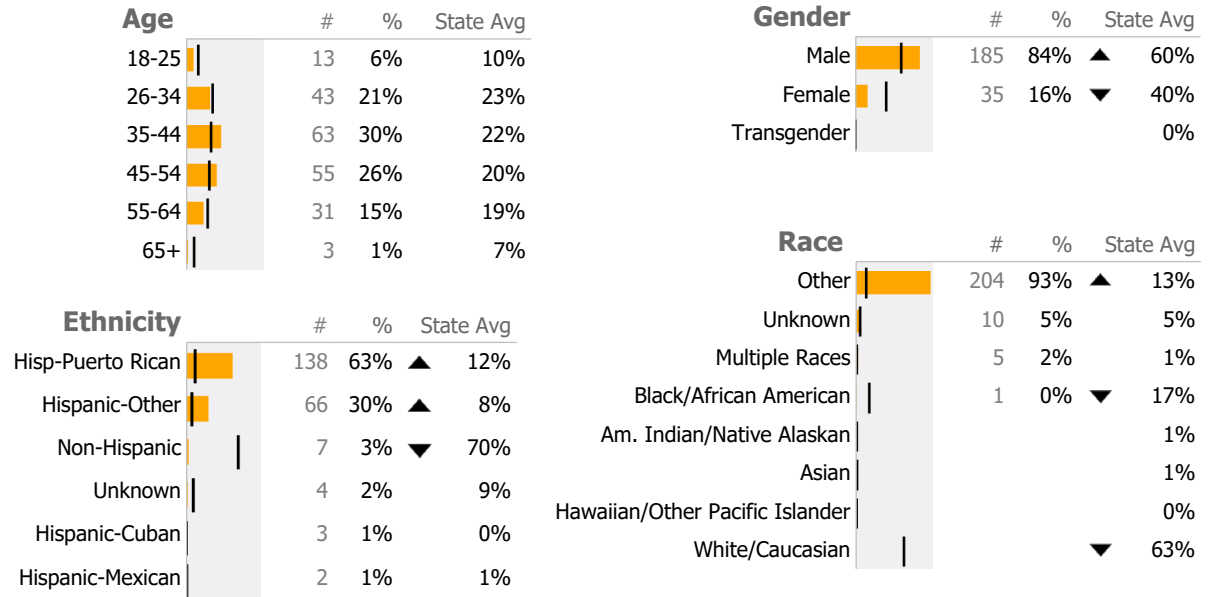 Age # % State Avg
18-25 13 6% 10%
26-34 43 21% 23%
35-44 63 30% 22%
45-54 55 26% 20%
55-64 31 15% 19%
65+ 3 1% 7%
Ethnicity # % State Avg
Hisp-Puerto Rican 138 63% ▲ 12%
Hispanic-Other 66 30% ▲ 8%
Non-Hispanic 7 3% ▼ 70%
Unknown 4 2% 9%
Hispanic-Cuban 3 1% 0%
Hispanic-Mexican 2 1% 1%
Gender # % State Avg
Male 185 84% ▲ 60%
Female 35 16% ▼ 40%
Transgender 0%
Race # % State Avg
Other 204 93% ▲ 13%
Unknown 10 5% 5%
Multiple Races 5 2% 1%
Black/African American 1 0% ▼ 17%
Am. Indian/Native Alaskan 1%
Asian 1%
Hawaiian/Other Pacific Islander 0%
White/Caucasian ▼ 63%